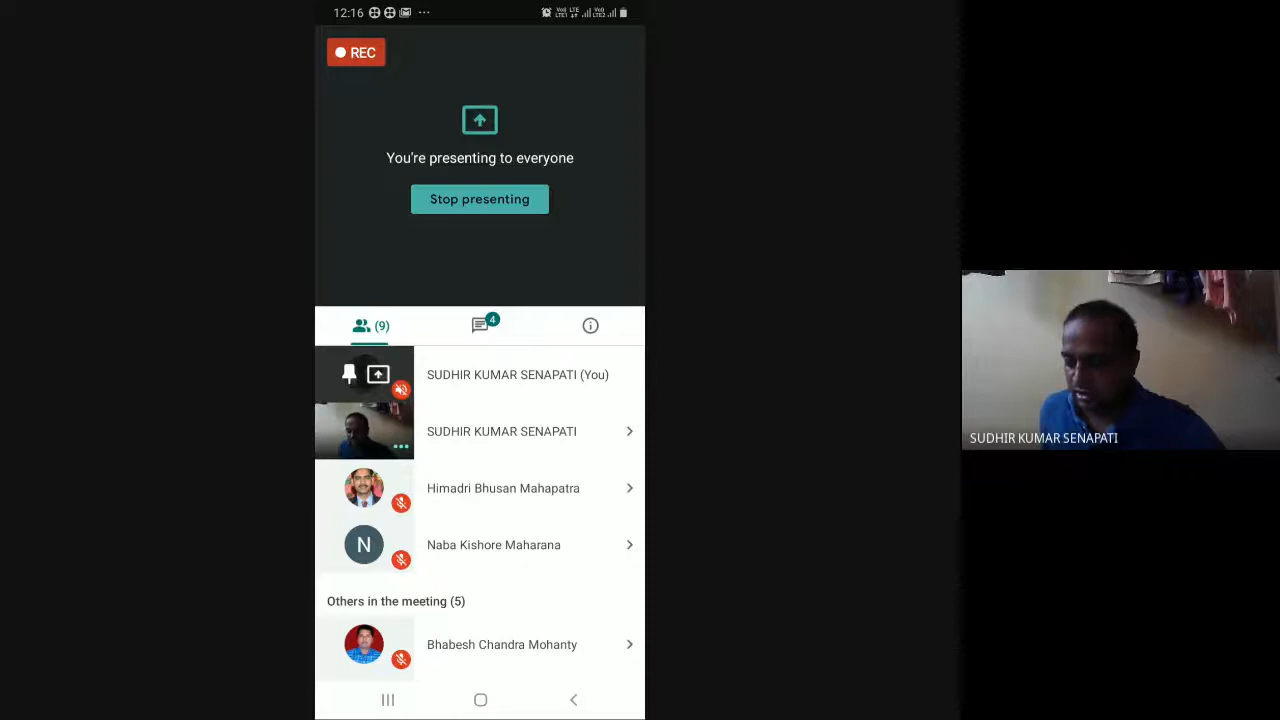 12:16
REC
You're presenting to everyone
Stop presenting
(9)
4
SUDHIR KUMAR SENAPATI (You)
SUDHIR KUMAR SENAPATI
Himadri Bhusan Mahapatra
N
Naba Kishore Maharana
Others in the meeting (5)
Bhabesh Chandra Mohanty
SUDHIR KUMAR SENAPATI